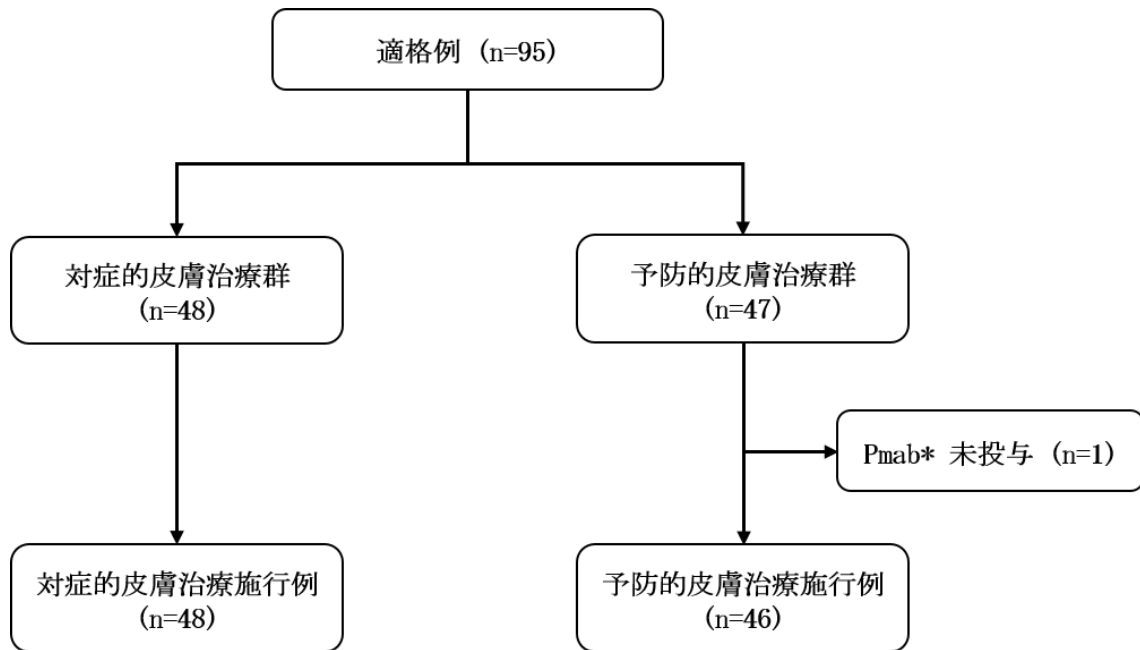 適格例 (n=95)
対症的皮膚治療群
(n=48)
予防的皮膚治療群
(n=47)
Pmab* 未投与 (n=1)
対症的皮膚治療施行例
(n=48)
予防的皮膚治療施行例
(n=46)